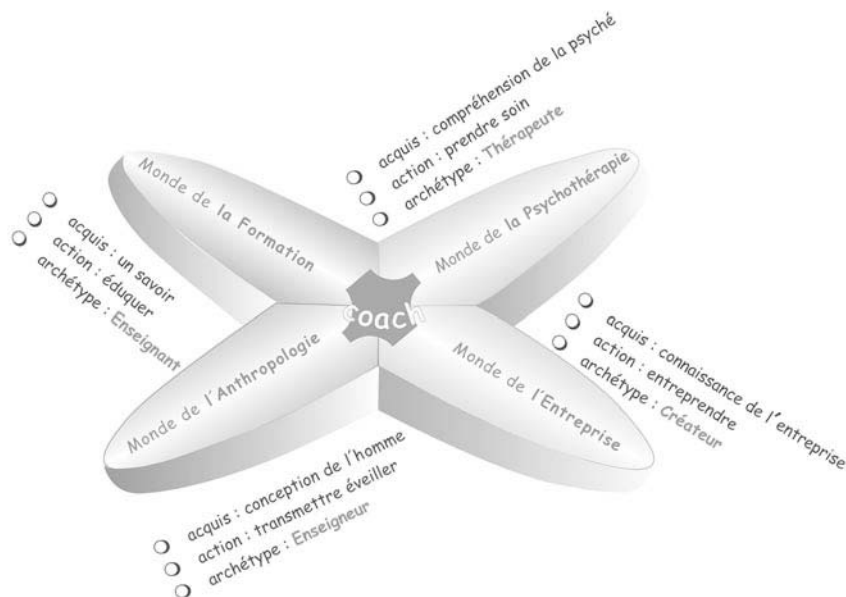 acquis : compréhension de la psyché
action : prendre soin
archétype : Thérapeute
Monde de la Formation
Monde de la Psychothérapie
acquis : un savoir
action : éduquer
archétype : Enseignant
coach
acquis : connaissance de l'entreprise
action : entreprendre
archétype : Créateur
Monde de l'Anthropologie
Monde de l'Entreprise
acquis : conception de l'homme
action : transmettre éveiller
archétype : Enseigneur